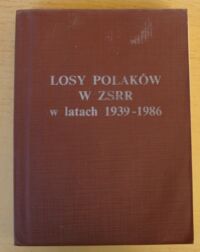 LOSY POLAKÓW
W ZSRR
w latach 1939-1986